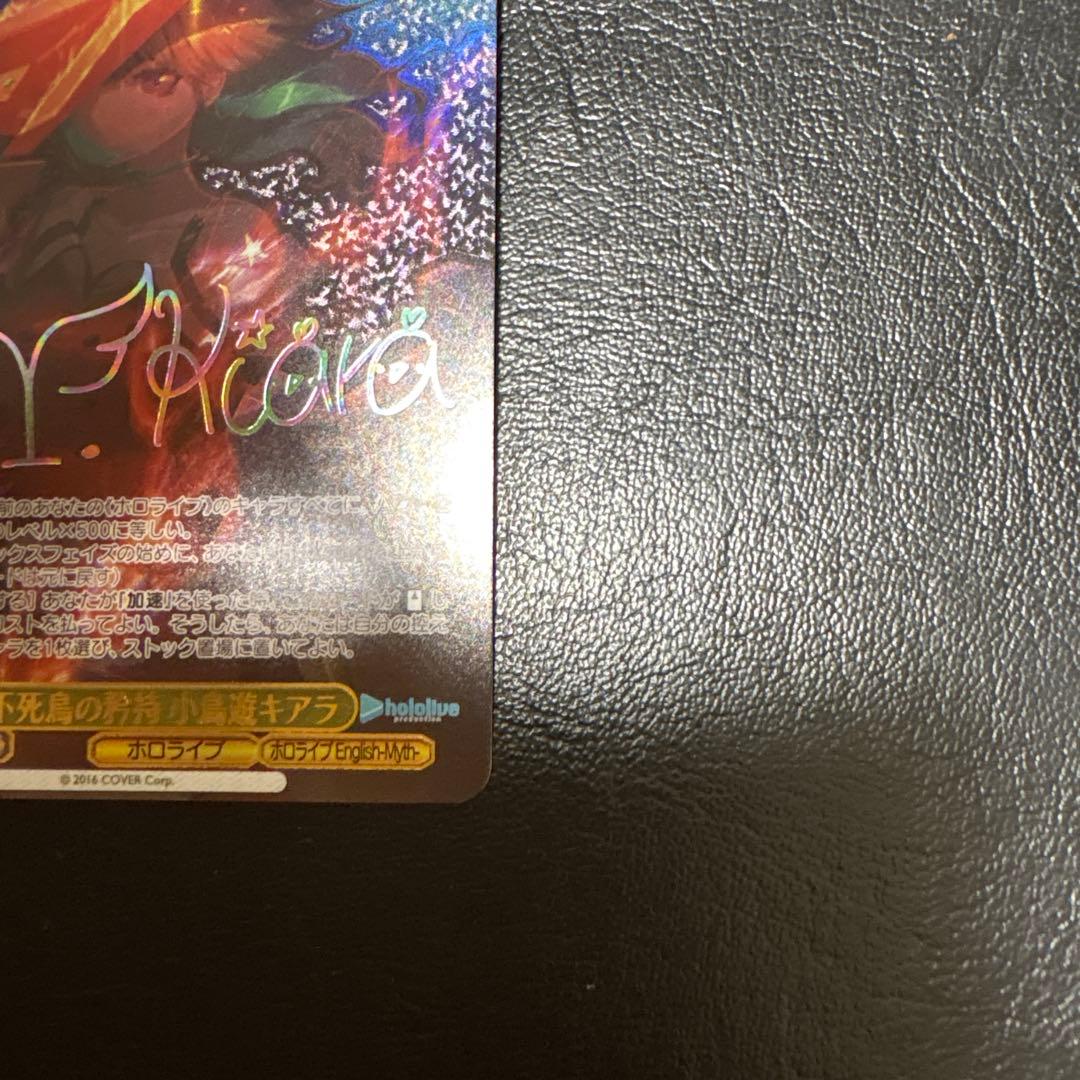 T. Kiara
前のあなたの《ホロライブ》のキャラすべてに、
レベル×500に等しい。
ックスフェイズの始めに、あなた
ードは元に戻す）
する］ あなたが「加速」を使った時、
コストを払ってよい。そうしたら、あなたは自分の控え
ャラを1枚選び、ストック置場に置いてよい。
不死鳥の矜持 小鳥遊キアラ
hololive
production
ホロライブ
ホロライブEnglish-Myth-
© 2016 COVER Corp.